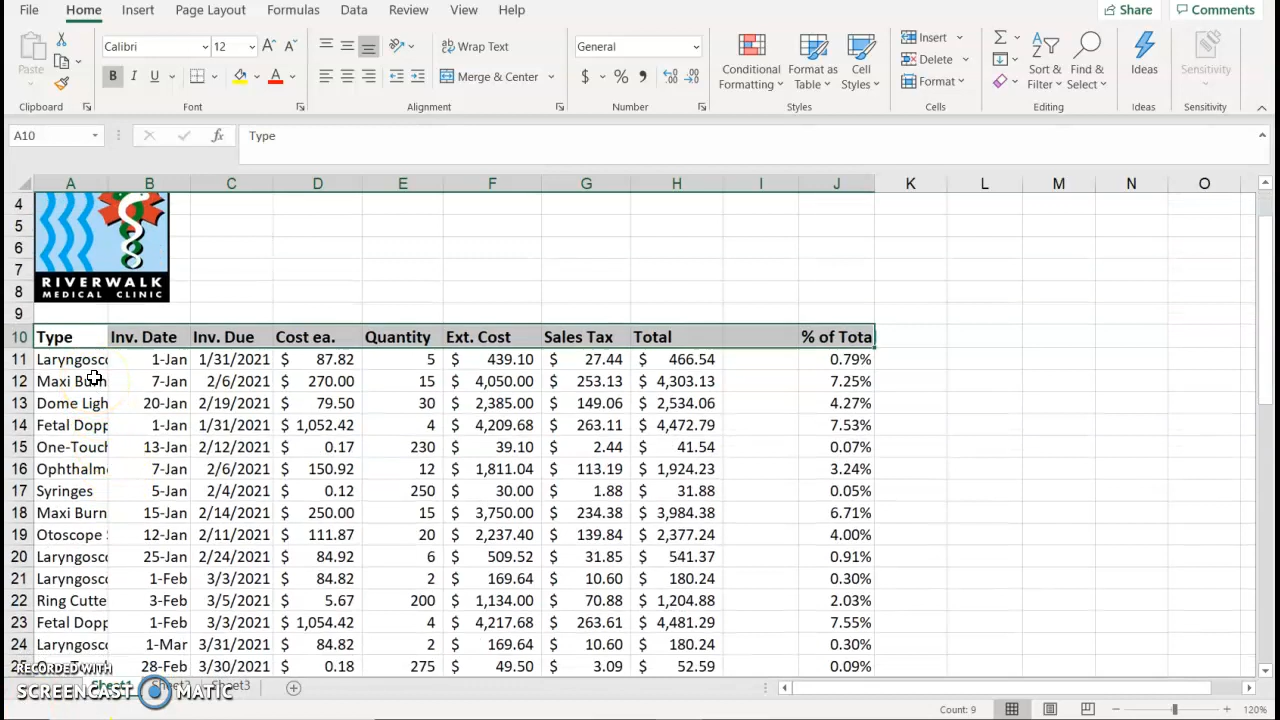 File Home Insert Page Layout Formulas Data Review View Help Share Comments
Paste Calibri 12 A A Wrap Text General Insert Σ
B I U A Merge & Center $ % Conditional Formatting Format as Table Cell Styles Delete Format Sort & Filter Find & Select Ideas Sensitivity
Clipboard Font Alignment Number Styles Cells Editing Ideas Sensitivity
A10 fx Type
A B C D E F G H I J K L M N O
4
5
6
7
RIVERWALK
8 MEDICAL CLINIC
9
10 Type Inv. Date Inv. Due Cost ea. Quantity Ext. Cost Sales Tax Total % of Tota
11 Laryngosco 1-Jan 1/31/2021 $ 87.82 5 $ 439.10 $ 27.44 $ 466.54 0.79%
12 Maxi Burn 7-Jan 2/6/2021 $ 270.00 15 $ 4,050.00 $ 253.13 $ 4,303.13 7.25%
13 Dome Ligh 20-Jan 2/19/2021 $ 79.50 30 $ 2,385.00 $ 149.06 $ 2,534.06 4.27%
14 Fetal Dopp 1-Jan 1/31/2021 $ 1,052.42 4 $ 4,209.68 $ 263.11 $ 4,472.79 7.53%
15 One-Touch 13-Jan 2/12/2021 $ 0.17 230 $ 39.10 $ 2.44 $ 41.54 0.07%
16 Ophthalmo 7-Jan 2/6/2021 $ 150.92 12 $ 1,811.04 $ 113.19 $ 1,924.23 3.24%
17 Syringes 5-Jan 2/4/2021 $ 0.12 250 $ 30.00 $ 1.88 $ 31.88 0.05%
18 Maxi Burn 15-Jan 2/14/2021 $ 250.00 15 $ 3,750.00 $ 234.38 $ 3,984.38 6.71%
19 Otoscope S 12-Jan 2/11/2021 $ 111.87 20 $ 2,237.40 $ 139.84 $ 2,377.24 4.00%
20 Laryngosco 25-Jan 2/24/2021 $ 84.92 6 $ 509.52 $ 31.85 $ 541.37 0.91%
21 Laryngosco 1-Feb 3/3/2021 $ 84.82 2 $ 169.64 $ 10.60 $ 180.24 0.30%
22 Ring Cutte 3-Feb 3/5/2021 $ 5.67 200 $ 1,134.00 $ 70.88 $ 1,204.88 2.03%
23 Fetal Dopp 1-Feb 3/3/2021 $ 1,054.42 4 $ 4,217.68 $ 263.61 $ 4,481.29 7.55%
24 Laryngosco 1-Mar 3/31/2021 $ 84.82 2 $ 169.64 $ 10.60 $ 180.24 0.30%
28-Feb 3/30/2021 $ 0.18 275 $ 49.50 $ 3.09 $ 52.59 0.09%
RECORDED WITH
SCREENCAST MATIC
Sheet1 Sheet2 Sheet3
Count: 9 120%